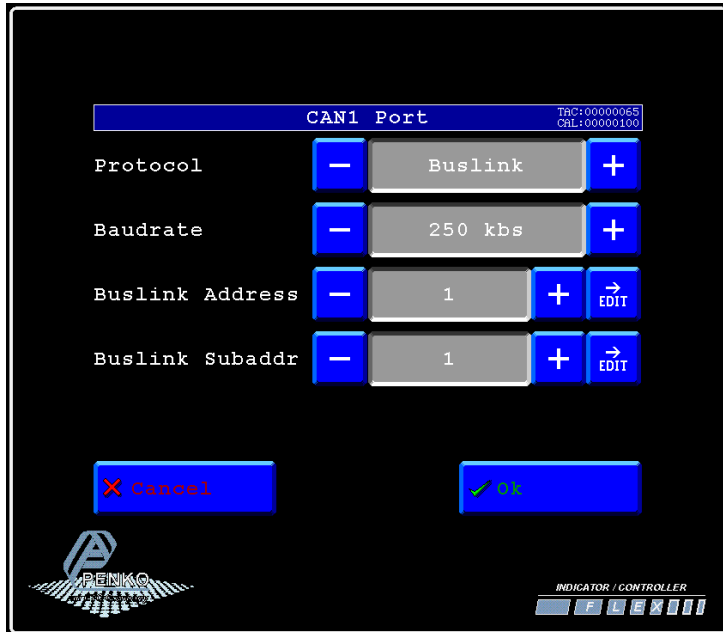 CAN1 Port
TAC:00000065
CAL:00000100
Protocol − Buslink +
Baudrate − 250 kbs +
Buslink Address − 1 + → EDIT
Buslink Subaddr − 1 + → EDIT
Cancel
Ok
PENKO
INDICATOR / CONTROLLER
FLEX